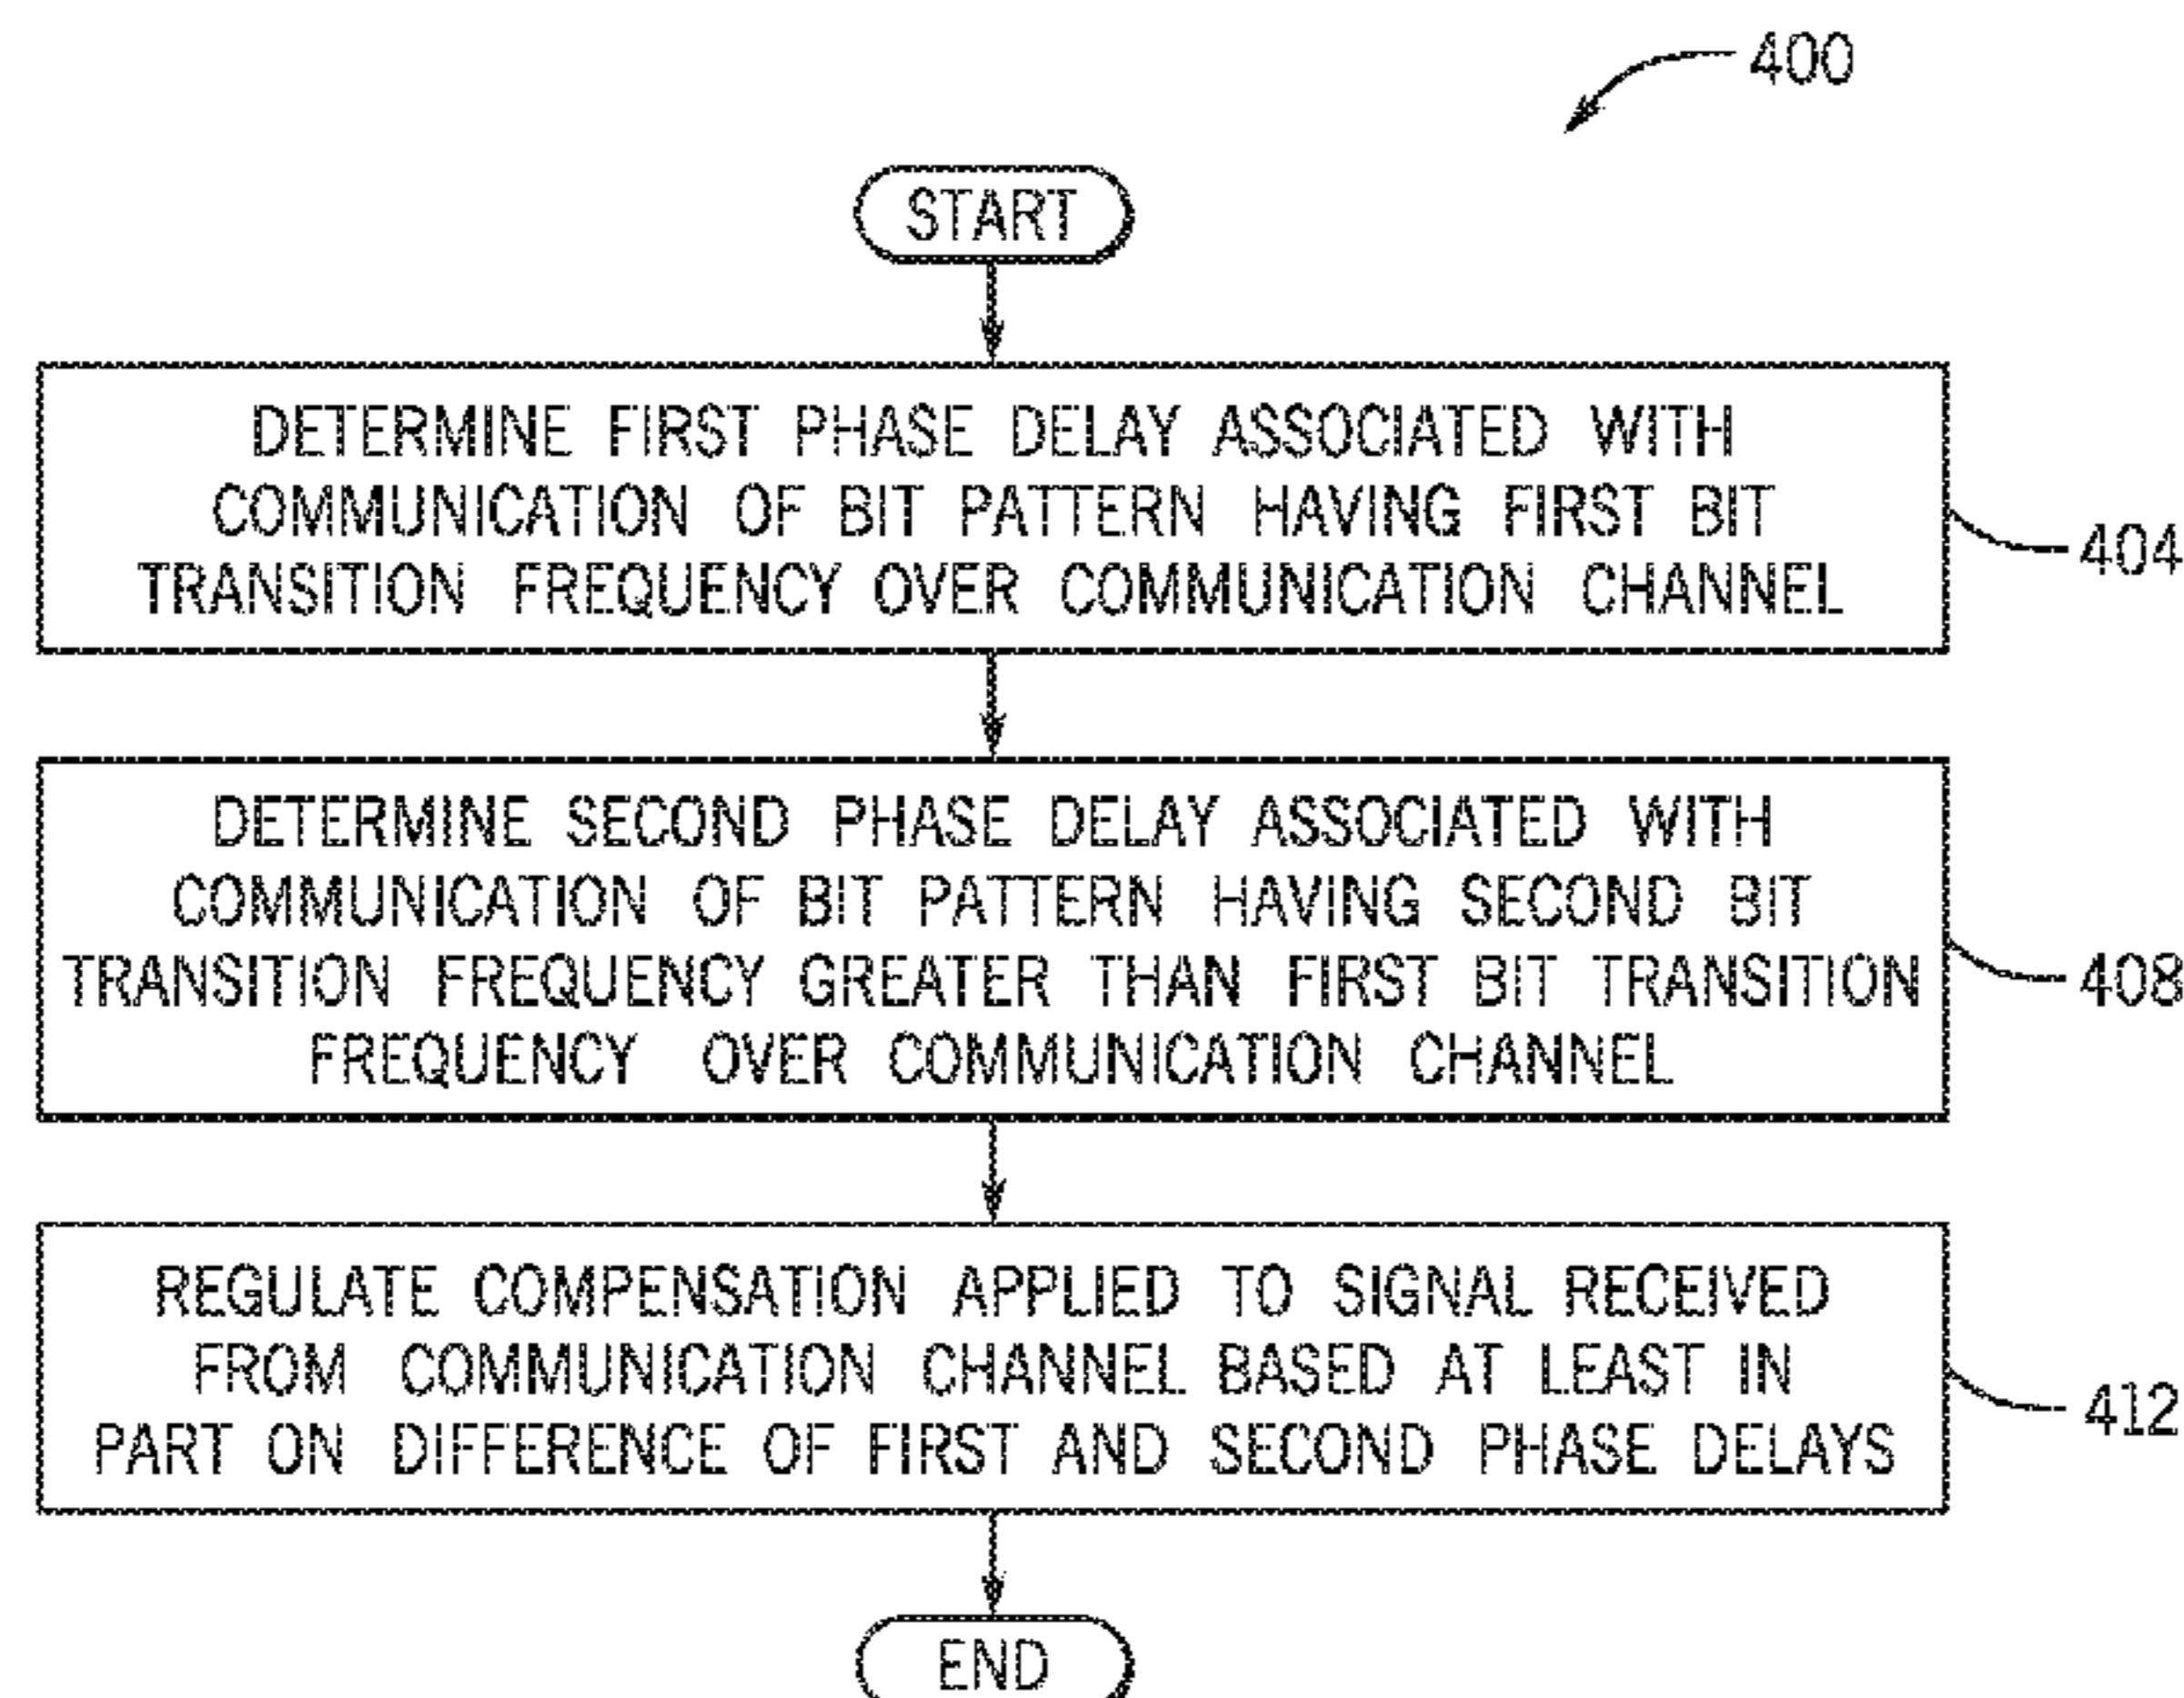 400
START
DETERMINE FIRST PHASE DELAY ASSOCIATED WITH
COMMUNICATION OF BIT PATTERN HAVING FIRST BIT
TRANSITION FREQUENCY OVER COMMUNICATION CHANNEL
404
DETERMINE SECOND PHASE DELAY ASSOCIATED WITH
COMMUNICATION OF BIT PATTERN HAVING SECOND BIT
TRANSITION FREQUENCY GREATER THAN FIRST BIT TRANSITION
FREQUENCY OVER COMMUNICATION CHANNEL
408
REGULATE COMPENSATION APPLIED TO SIGNAL RECEIVED
FROM COMMUNICATION CHANNEL BASED AT LEAST IN
PART ON DIFFERENCE OF FIRST AND SECOND PHASE DELAYS
412
END